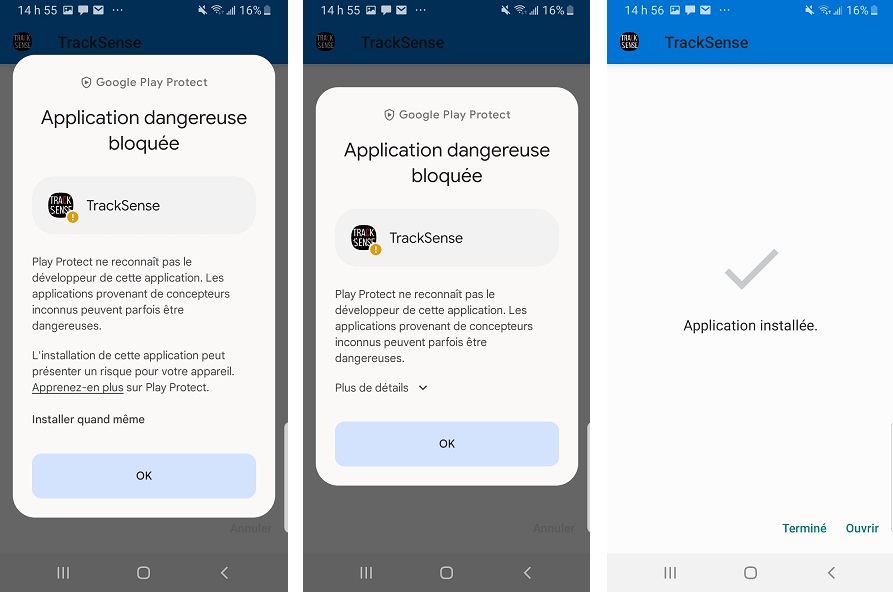 14 h 55 ... 16%
TrackSense
Google Play Protect
Application dangereuse
bloquée
TRACK
SENSE
TrackSense
Play Protect ne reconnaît pas le
développeur de cette application. Les
applications provenant de concepteurs
inconnus peuvent parfois être
dangereuses.
L'installation de cette application peut
présenter un risque pour votre appareil.
Apprenez-en plus sur Play Protect.
Installer quand même
OK
Annuler
14 h 55 ... 16%
TrackSense
Google Play Protect
Application dangereuse
bloquée
TRACK
SENSE
TrackSense
Play Protect ne reconnaît pas le
développeur de cette application. Les
applications provenant de concepteurs
inconnus peuvent parfois être
dangereuses.
Plus de détails
OK
Annuler
14 h 56 ... 16%
TRACK
SENSE
TrackSense
Application installée.
Terminé Ouvrir